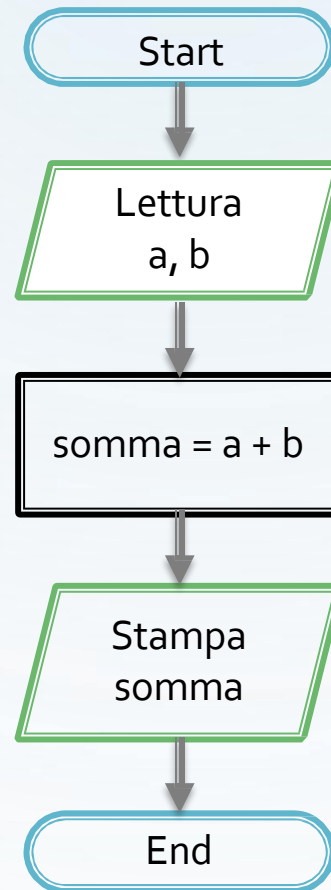 Start
Lettura
a, b
somma = a + b
Stampa
somma
End